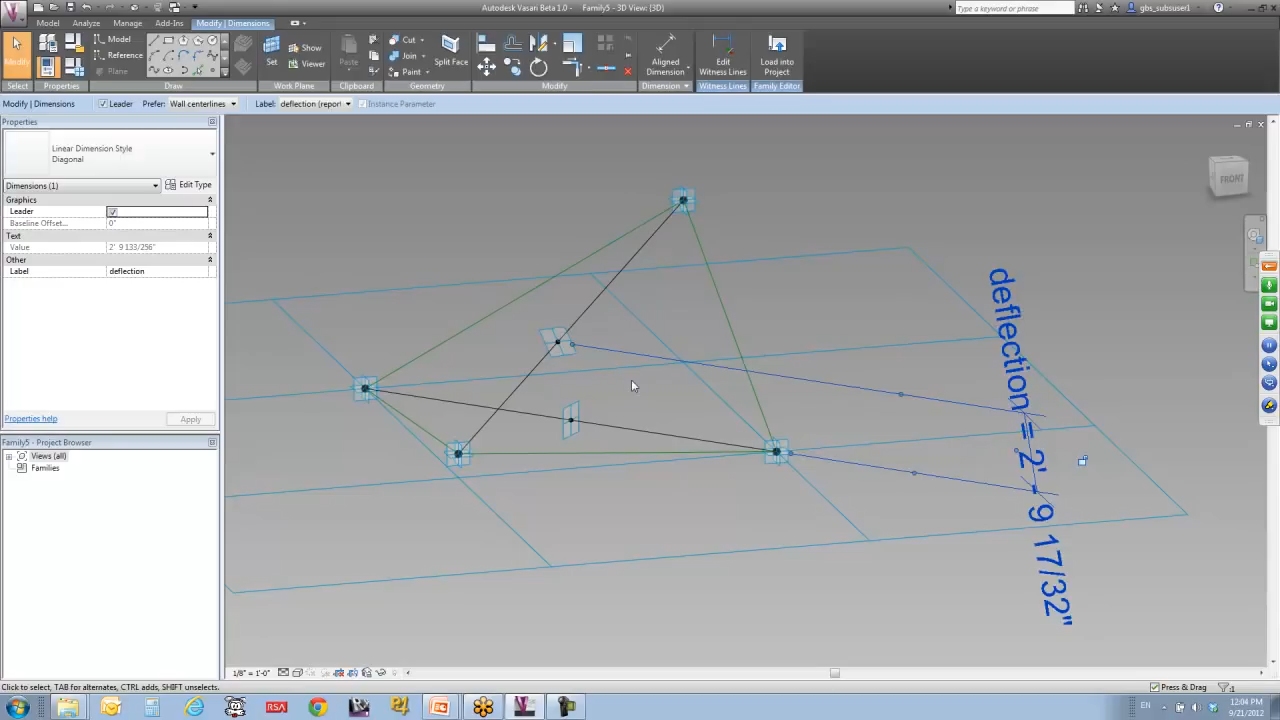 Autodesk Vasari Beta 1.0 - Family5 - 3D View: {3D}
Type a keyword or phrase
gbs_subsuser1
Model Analyze Manage Add-Ins Modify | Dimensions
Model
Reference
Plane
Show
Viewer
Set
Cut
Join
Paint
Paste
Split Face
Aligned
Dimension
Edit
Witness Lines
Load into
Project
Modify
Select Properties Draw Work Plane Clipboard Geometry Modify Dimension Witness Lines Family Editor
Modify | Dimensions Leader Prefer: Wall centerlines Label: deflection (report Instance Parameter
Properties
Linear Dimension Style
Diagonal
Dimensions (1) Edit Type
Graphics
Leader
Baseline Offset... 0"
Text
Value 2' 9 133/256"
Other
Label deflection
Properties help Apply
Family5 - Project Browser
Views (all)
Families
FRONT
deflection = 2' - 9 17/32"
1/8" = 1'-0"
Click to select, TAB for alternates, CTRL adds, SHIFT unselects.
Press & Drag
:1
RSA
EN
12:04 PM
9/21/2012